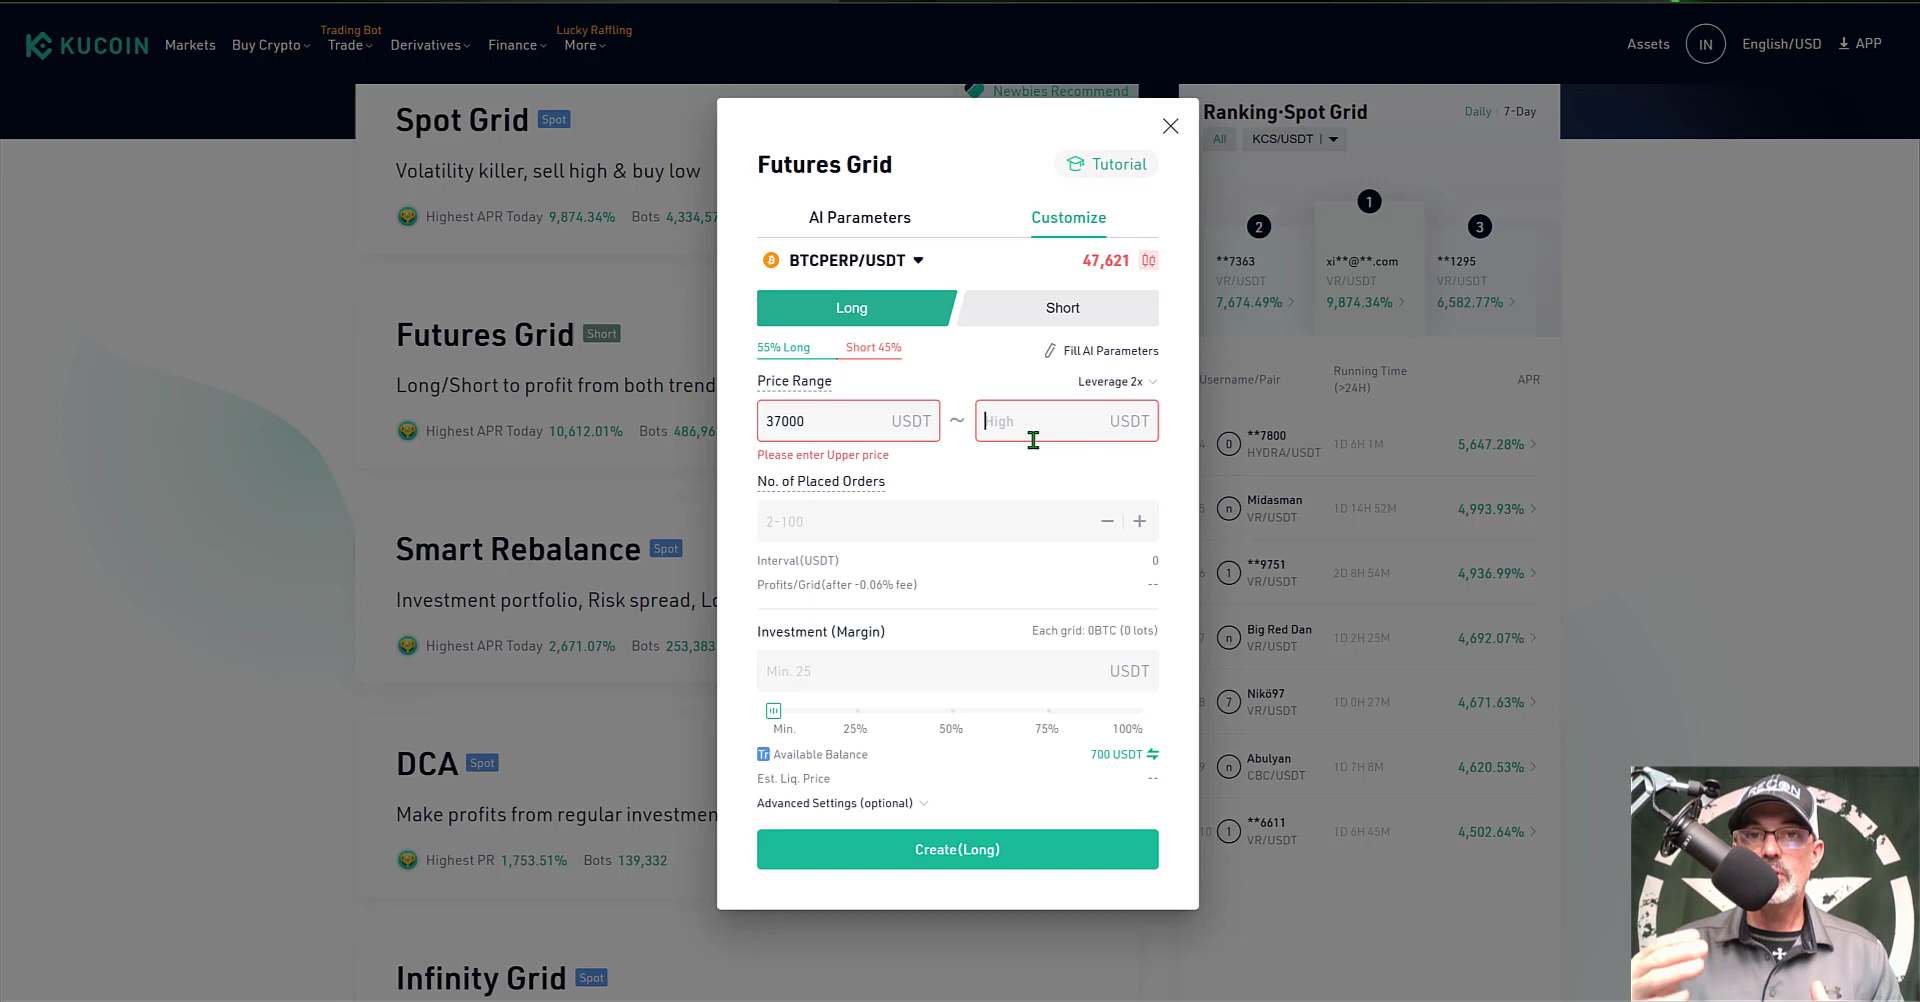 KUCOIN
Markets
Buy Crypto
Trading Bot
Trade
Derivatives
Finance
Lucky Raffling
More
Assets
IN
English/USD
APP
Newbies Recommend
Spot Grid Spot
Volatility killer, sell high & buy low
Highest APR Today 9,874.34% Bots 4,334,57
Futures Grid Short
Long/Short to profit from both trend
Highest APR Today 10,612.01% Bots 486,96
Smart Rebalance Spot
Investment portfolio, Risk spread, Lo
Highest APR Today 2,671.07% Bots 253,383
DCA Spot
Make profits from regular investmen
Highest PR 1,753.51% Bots 139,332
Infinity Grid Spot
Futures Grid
Tutorial
AI Parameters
Customize
BTCPERP/USDT
47,621
Long
Short
55% Long
Short 45%
Fill AI Parameters
Price Range
Leverage 2x
37000 USDT ~ High USDT
Please enter Upper price
No. of Placed Orders
2-100 − +
Interval(USDT) 0
Profits/Grid(after -0.06% fee) --
Investment (Margin)
Each grid: 0BTC (0 lots)
Min. 25 USDT
Min. 25% 50% 75% 100%
Tr Available Balance 700 USDT
Est. Liq. Price --
Advanced Settings (optional)
Create(Long)
Ranking·Spot Grid
Daily 7-Day
All
KCS/USDT
2
**7363
VR/USDT
7,674.49%
1
xi**@**.com
VR/USDT
9,874.34%
3
**1295
VR/USDT
6,582.77%
Username/Pair
Running Time
(>24H)
APR
0 **7800
HYDRA/USDT
1D 6H 1M
5,647.28%
5 n Midasman
VR/USDT
1D 14H 52M
4,993.93%
6 1 **9751
VR/USDT
2D 8H 54M
4,936.99%
n Big Red Dan
VR/USDT
1D 2H 25M
4,692.07%
8 7 Nikö97
VR/USDT
1D 0H 27M
4,671.63%
9 n Abulyan
CBC/USDT
1D 7H 8M
4,620.53%
10 1 **6611
VR/USDT
1D 6H 45M
4,502.64%
RECON